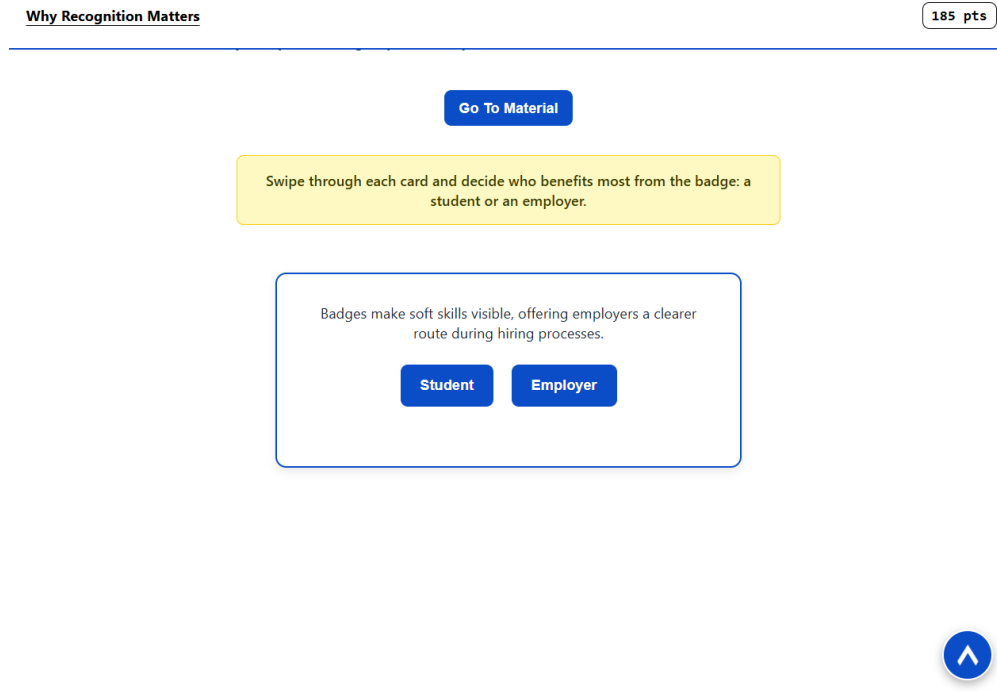 Why Recognition Matters
185 pts
Go To Material
Swipe through each card and decide who benefits most from the badge: a
student or an employer.
Badges make soft skills visible, offering employers a clearer
route during hiring processes.
Student
Employer